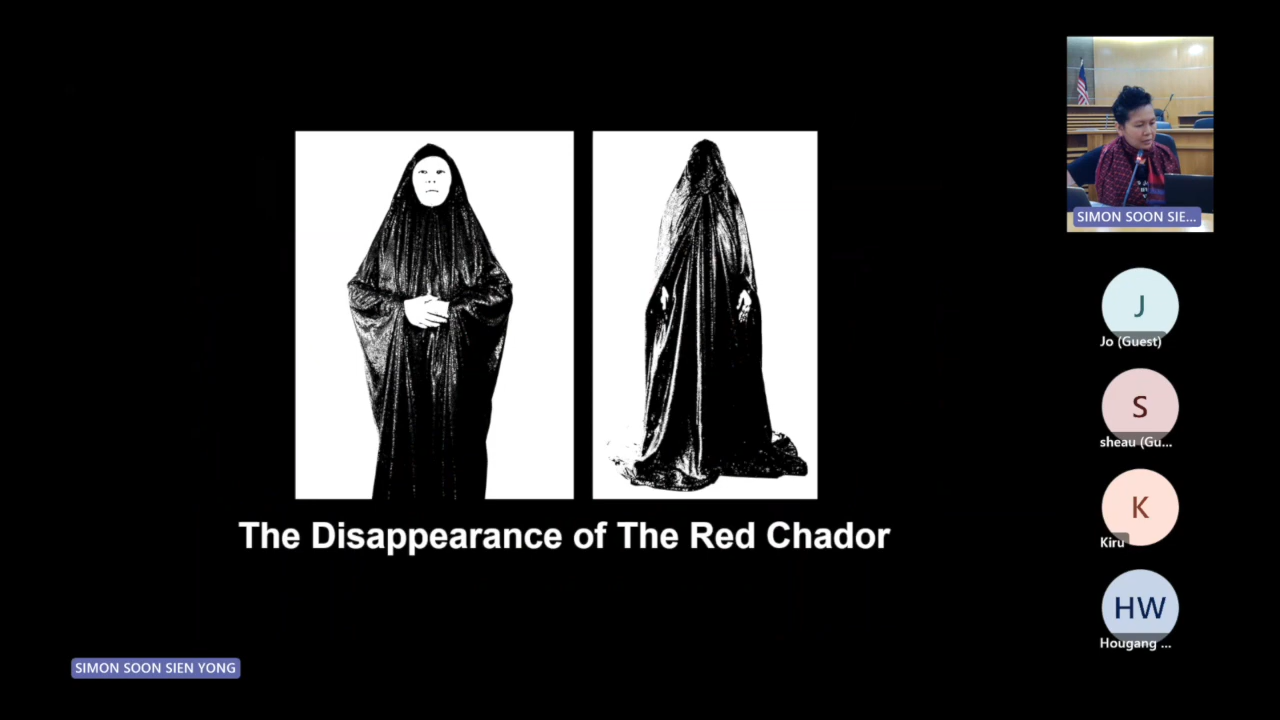 The Disappearance of The Red Chador
SIMON SOON SIEN YONG
SIMON SOON SIE...
J
Jo (Guest)
S
sheau (Gu...
K
Kiru
HW
Hougang ...